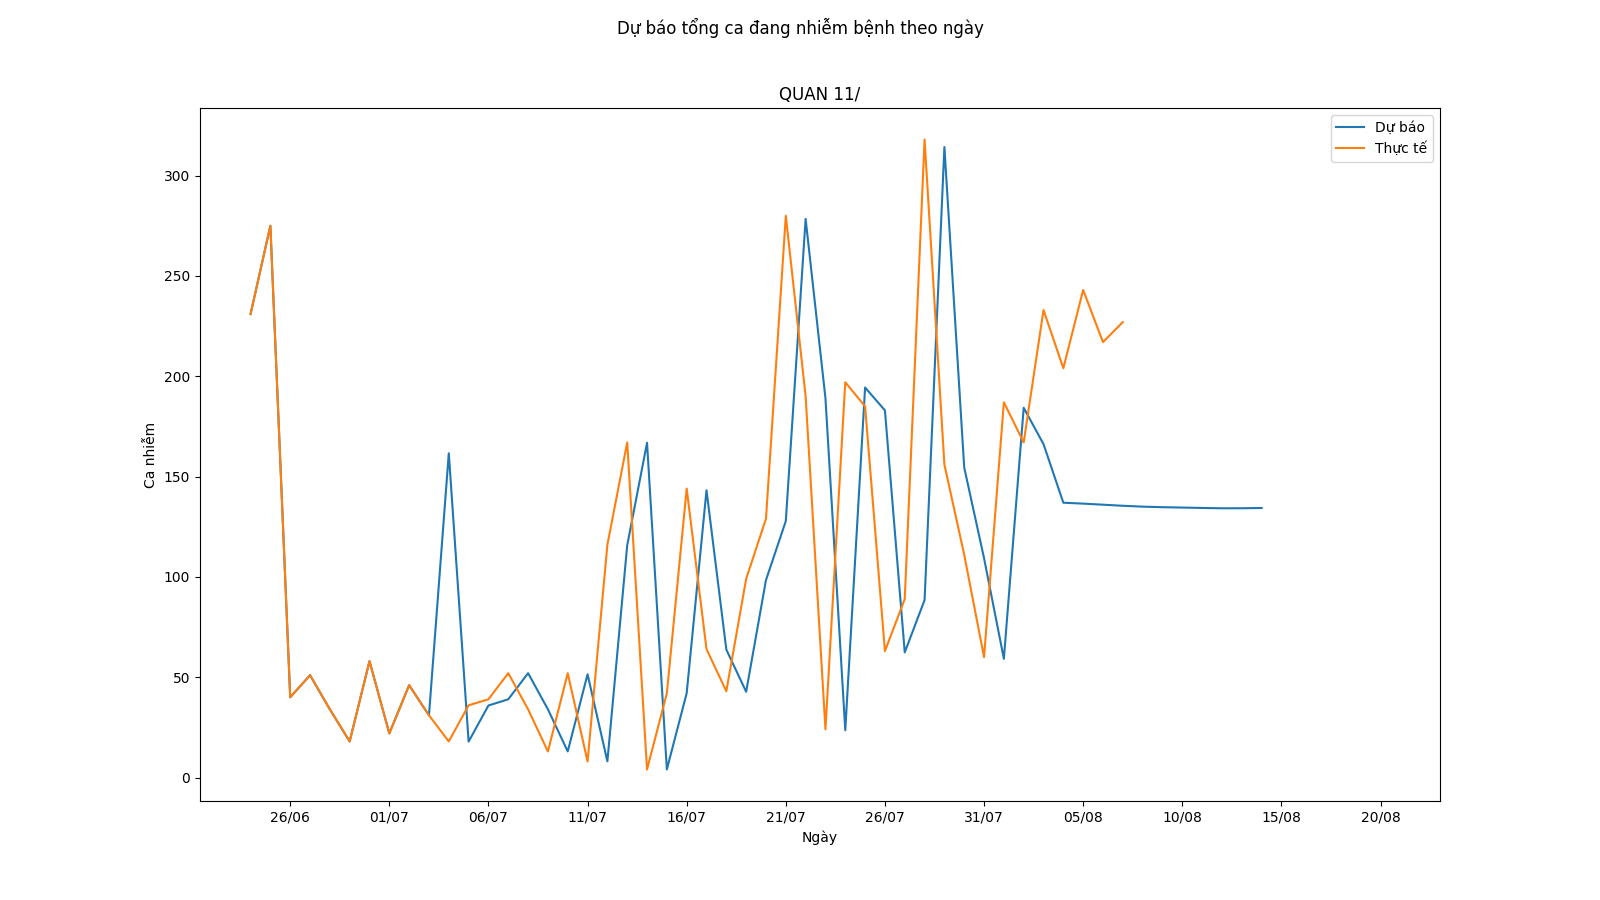 Dự báo tổng ca đang nhiễm bệnh theo ngày
QUAN 11/
Dự báo
Thực tế
300
250
200
150
100
50
0
Ca nhiễm
26/06 01/07 06/07 11/07 16/07 21/07 26/07 31/07 05/08 10/08 15/08 20/08
Ngày